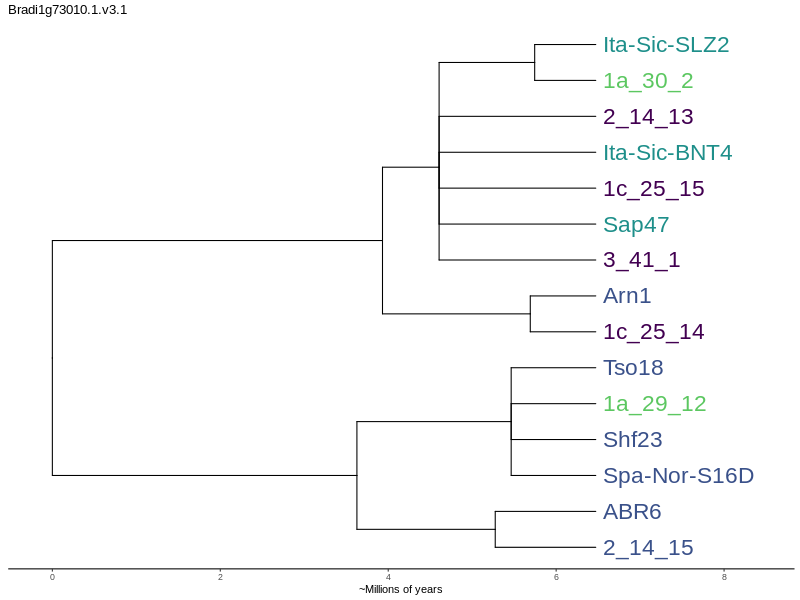 Bradi1g73010.1.v3.1
Ita-Sic-SLZ2
1a_30_2
2_14_13
Ita-Sic-BNT4
1c_25_15
Sap47
3_41_1
Arn1
1c_25_14
Tso18
1a_29_12
Shf23
Spa-Nor-S16D
ABR6
2_14_15
0 2 4 6 8
~Millions of years